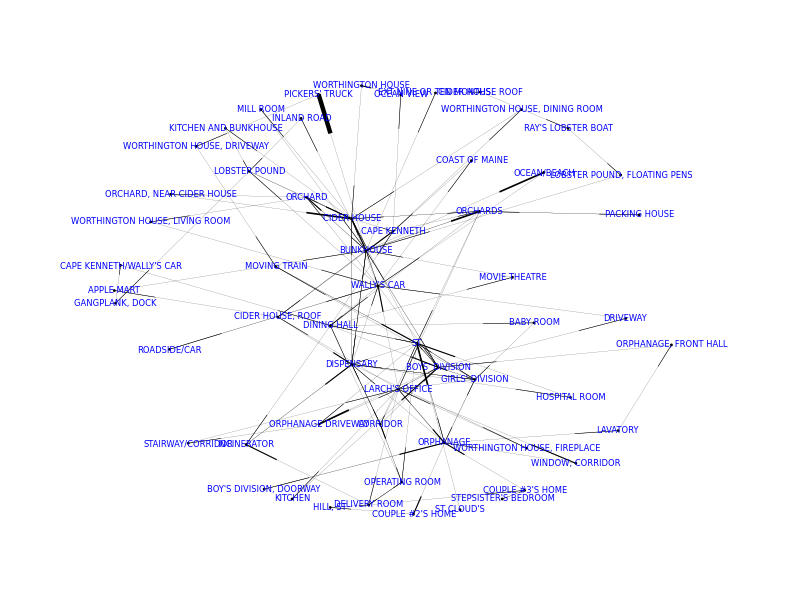 WORTHINGTON HOUSE
PICKERS' TRUCK
OCEAN VIEW
CIDER HOUSE ROOF
MILL ROOM
WORTHINGTON HOUSE, DINING ROOM
INLAND ROAD
KITCHEN AND BUNKHOUSE
RAY'S LOBSTER BOAT
WORTHINGTON HOUSE, DRIVEWAY
COAST OF MAINE
LOBSTER POUND
OCEAN/BEACH
LOBSTER POUND, FLOATING PENS
ORCHARD, NEAR CIDER HOUSE
ORCHARD
ORCHARDS
PACKING HOUSE
WORTHINGTON HOUSE, LIVING ROOM
CIDER HOUSE
CAPE KENNETH
BUNKHOUSE
CAPE KENNETH/WALLY'S CAR
MOVING TRAIN
MOVIE THEATRE
WALLY'S CAR
APPLE MART
GANGPLANK, DOCK
CIDER HOUSE, ROOF
DRIVEWAY
DINING HALL
BABY ROOM
ORPHANAGE FRONT HALL
ROADSIDE/CAR
DISPENSARY
BOYS' DIVISION
GIRLS' DIVISION
LARCH'S OFFICE
HOSPITAL ROOM
ORPHANAGE DRIVEWAY
CORRIDOR
LAVATORY
STAIRWAY/CORRIDOR
INCINERATOR
ORPHANAGE
WORTHINGTON HOUSE, FIREPLACE
WINDOW, CORRIDOR
OPERATING ROOM
BOY'S DIVISION, DOORWAY
COUPLE #3'S HOME
KITCHEN
STEPSISTER'S BEDROOM
DELIVERY ROOM
ST.CLOUD'S
COUPLE #2'S HOME